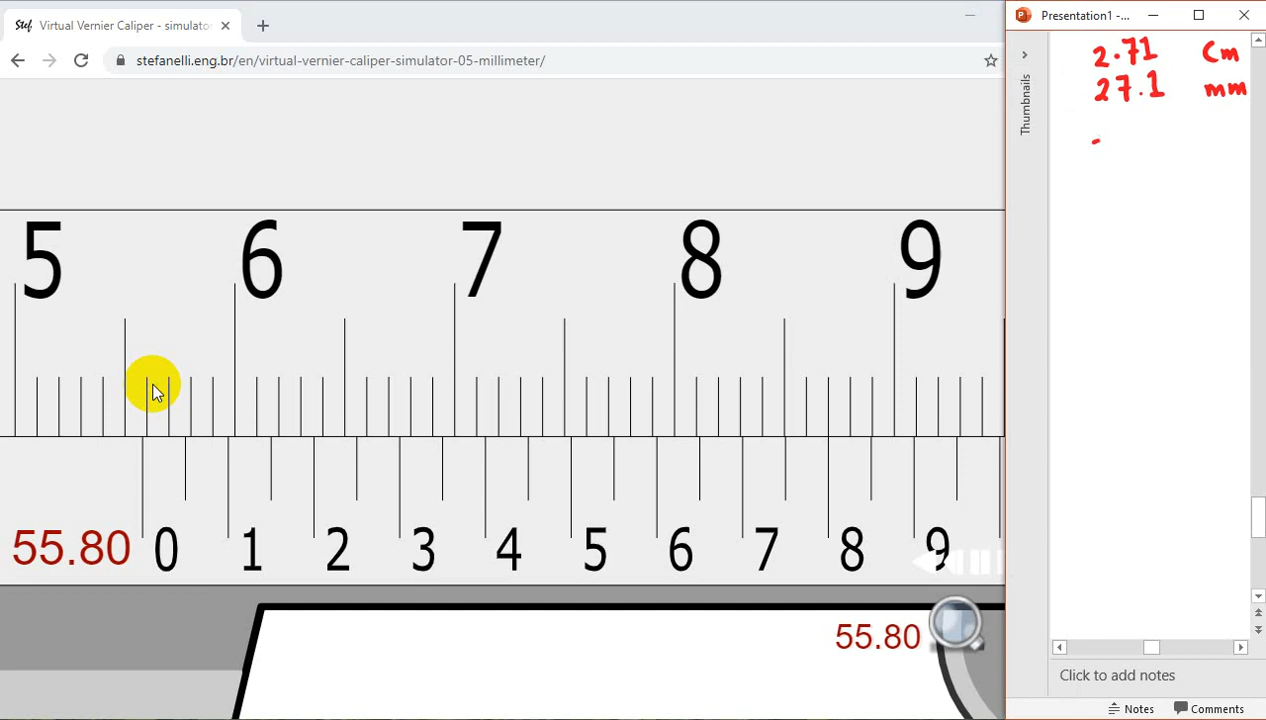 Stef Virtual Vernier Caliper - simulato
Presentation1 -...
stefanelli.eng.br/en/virtual-vernier-caliper-simulator-05-millimeter/
2.71 Cm
27.1 mm
Thumbnails
5 6 7 8 9
55.80 0 1 2 3 4 5 6 7 8 9
55.80
Click to add notes
Notes Comments